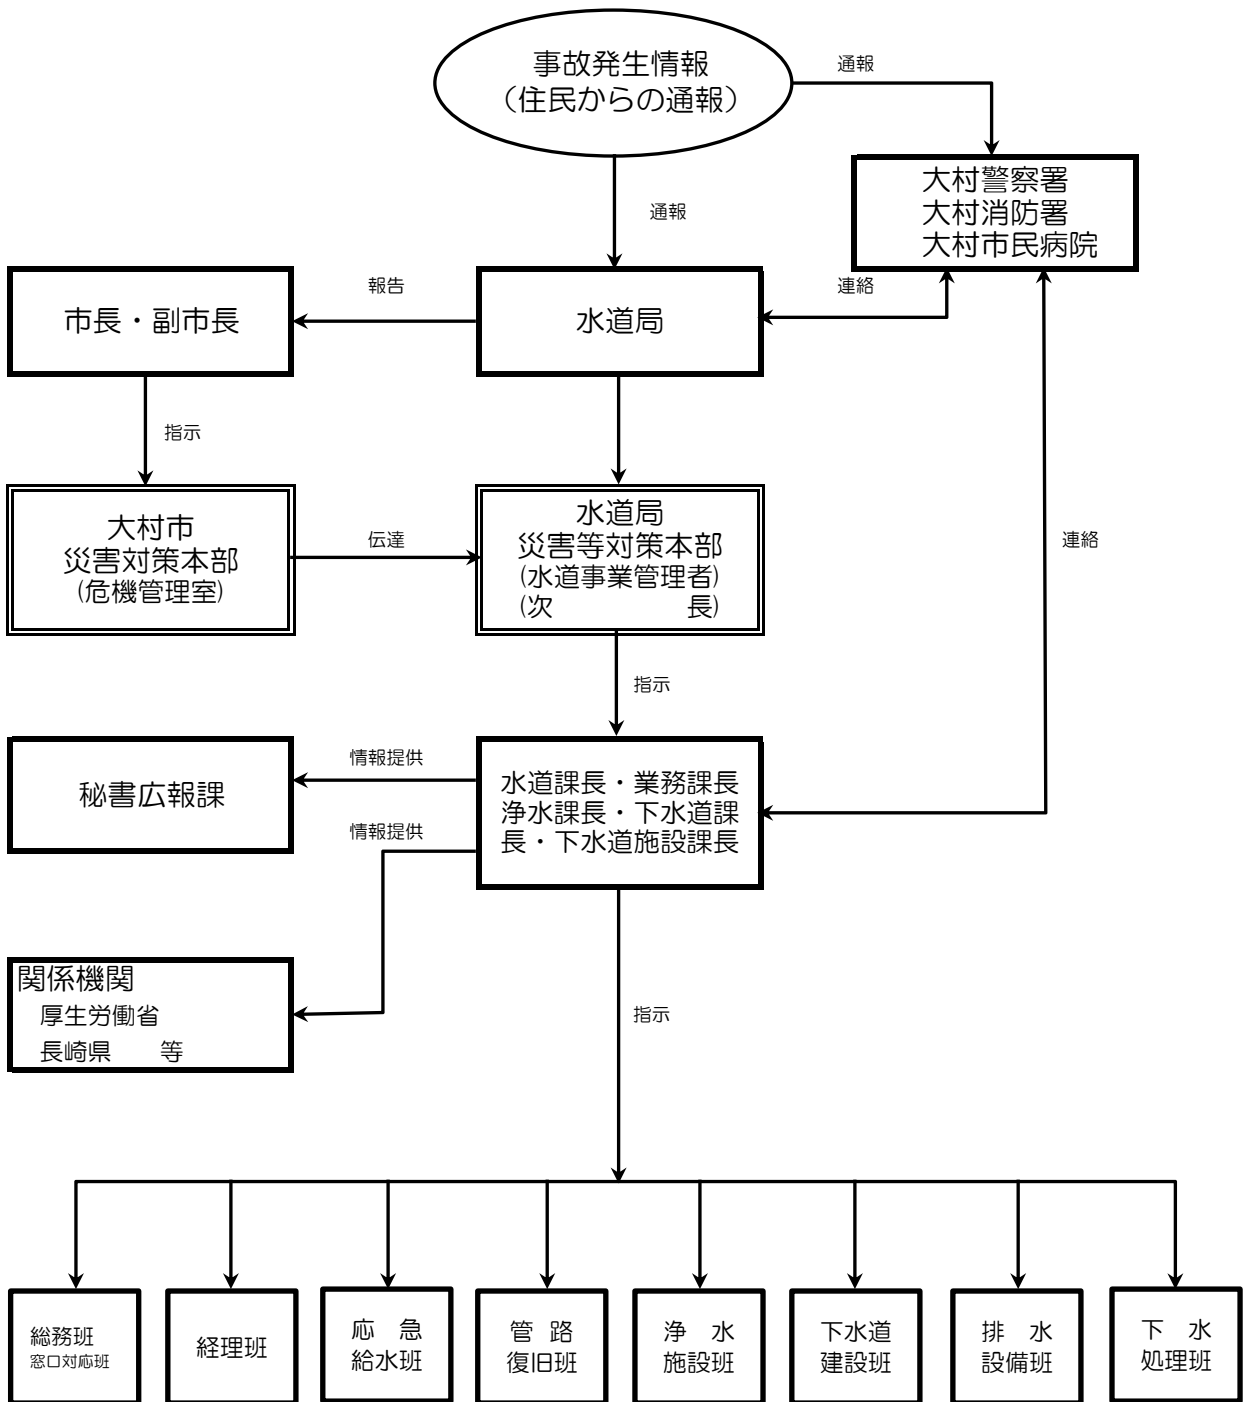 事故発生情報
（住民からの通報）
通報
大村警察署
大村消防署
大村市民病院
通報
報告
連絡
市長・副市長
水道局
指示
大村市
災害対策本部
(危機管理室)
伝達
水道局
災害等対策本部
(水道事業管理者)
(次　　　　　長)
連絡
指示
秘書広報課
情報提供
水道課長・業務課長
浄水課長・下水道課
長・下水道施設課長
情報提供
関係機関
厚生労働省
長崎県　　等
指示
総務班
窓口対応班
経理班
応　急
給水班
管　路
復旧班
浄　水
施設班
下水道
建設班
排　水
設備班
下　水
処理班